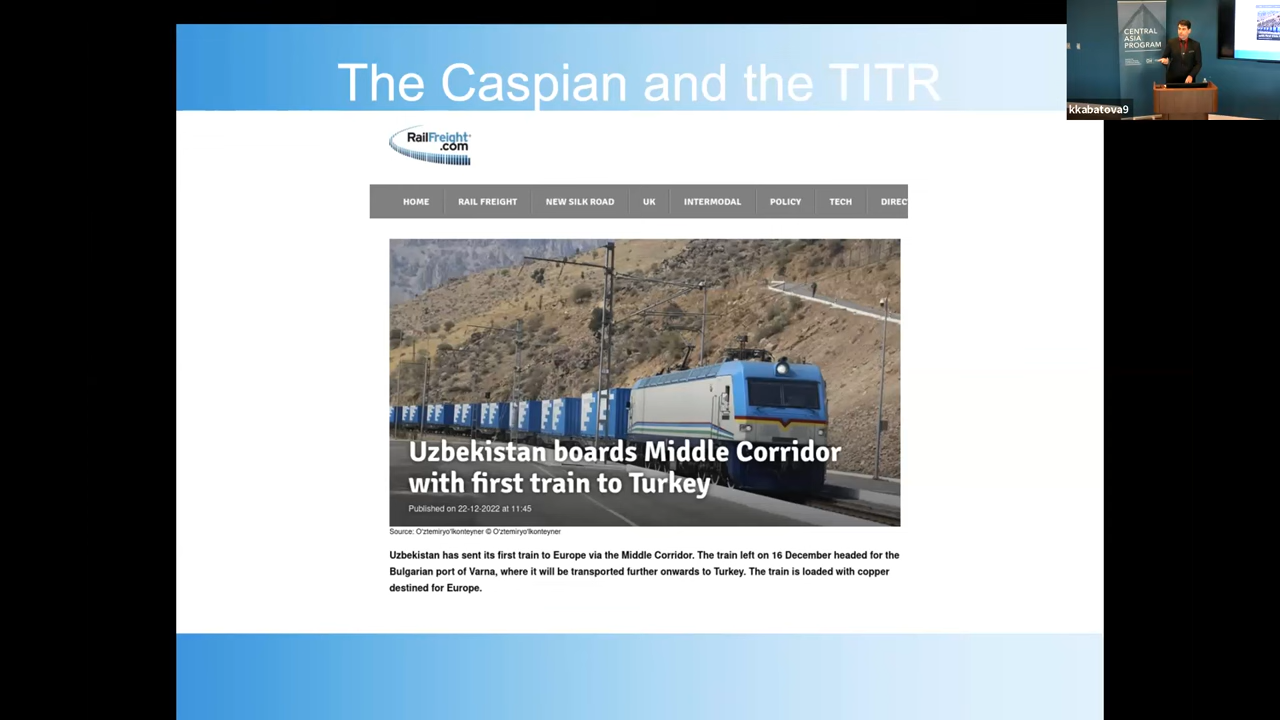 The Caspian and the TITR
CENTRAL
ASIA
PROGRAM
kkabatova9
RailFreight
.com
HOME RAIL FREIGHT NEW SILK ROAD UK INTERMODAL POLICY TECH DIREC
Uzbekistan boards Middle Corridor
with first train to Turkey
Published on 22-12-2022 at 11:45
Source: O'ztemiryo'lkonteyner © O'ztemiryo'lkonteyner
Uzbekistan has sent its first train to Europe via the Middle Corridor. The train left on 16 December headed for the
Bulgarian port of Varna, where it will be transported further onwards to Turkey. The train is loaded with copper
destined for Europe.